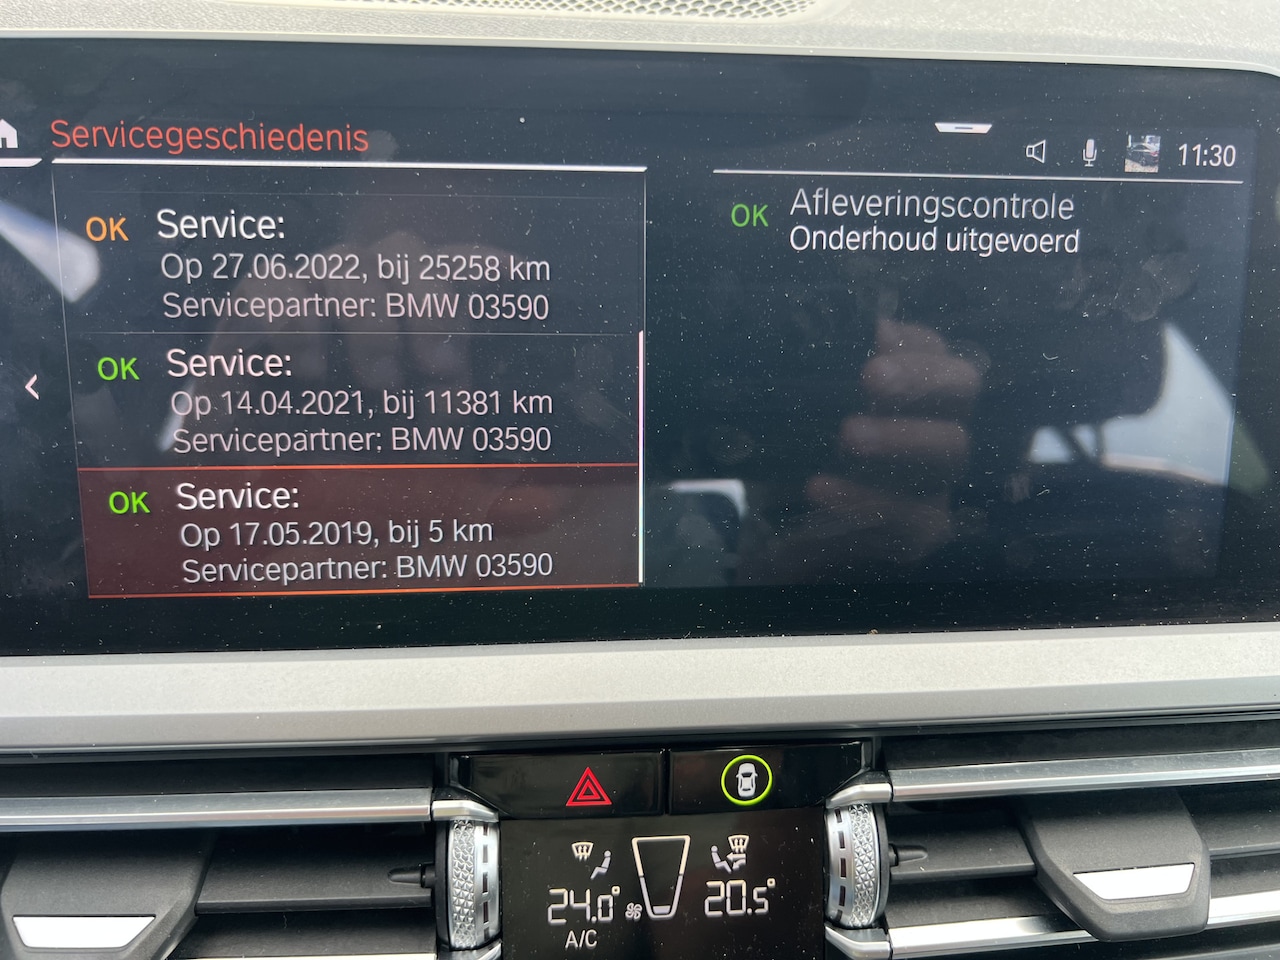 Servicegeschiedenis
11:30
OK Service:
Op 27.06.2022, bij 25258 km
Servicepartner: BMW 03590
OK Service:
Op 14.04.2021, bij 11381 km
Servicepartner: BMW 03590
OK Service:
Op 17.05.2019, bij 5 km
Servicepartner: BMW 03590
OK Afleveringscontrole
Onderhoud uitgevoerd
24.0° 20.5°
A/C